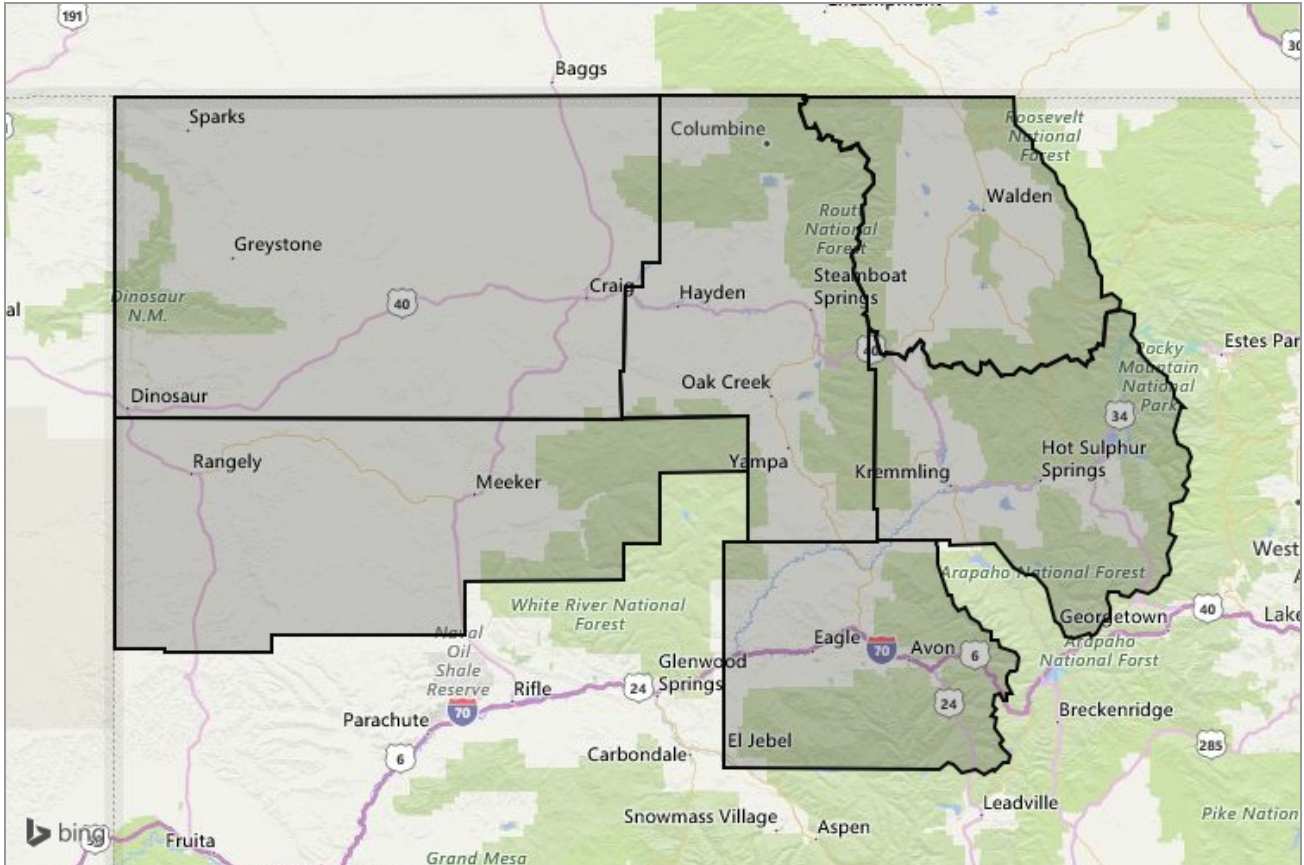 191
Encampment
30
Baggs
Sparks
Columbine
Roosevelt
National
Forest
Walden
Routt
National
Forest
Greystone
Steamboat
Springs
Craig
Hayden
Dinosaur
N.M.
40
al
40
Estes Par
Rocky
Mountain
National
Park
Oak Creek
Dinosaur
34
Hot Sulphur
Springs
Rangely
Yampa
Kremmling
Meeker
West
Arapaho National Forest
White River National
Forest
Georgetown
40
Lake
Naval
Oil
Shale
Reserve
Eagle
70
Avon
6
Arapaho
National Forst
Glenwood
Springs
24
Rifle
70
24
Parachute
Breckenridge
El Jebel
285
Carbondale
6
Leadville
Snowmass Village
Aspen
Pike Nation
bing
Fruita
Grand Mesa